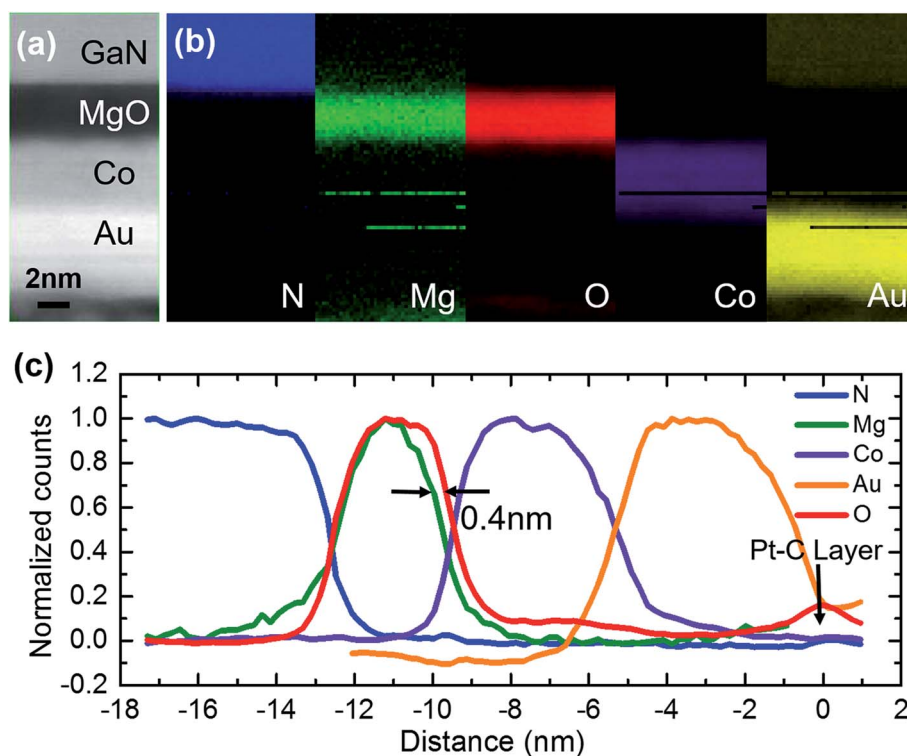 (a)
GaN
MgO
Co
Au
2nm
(b)
N
Mg
O
Co
Au
(c)
1.2
1.0
0.8
0.6
0.4
0.2
0.0
-0.2
Normalized counts
N
Mg
Co
Au
O
0.4nm
Pt-C Layer
-18 -16 -14 -12 -10 -8 -6 -4 -2 0 2
Distance (nm)